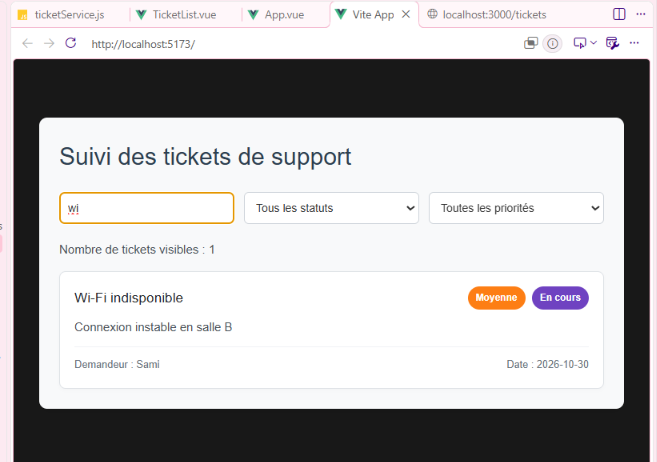 ticketService.js TicketList.vue App.vue Vite App localhost:3000/tickets
http://localhost:5173/
Suivi des tickets de support
wi Tous les statuts Toutes les priorités
Nombre de tickets visibles : 1
Wi-Fi indisponible Moyenne En cours
Connexion instable en salle B
Demandeur : Sami Date : 2026-10-30